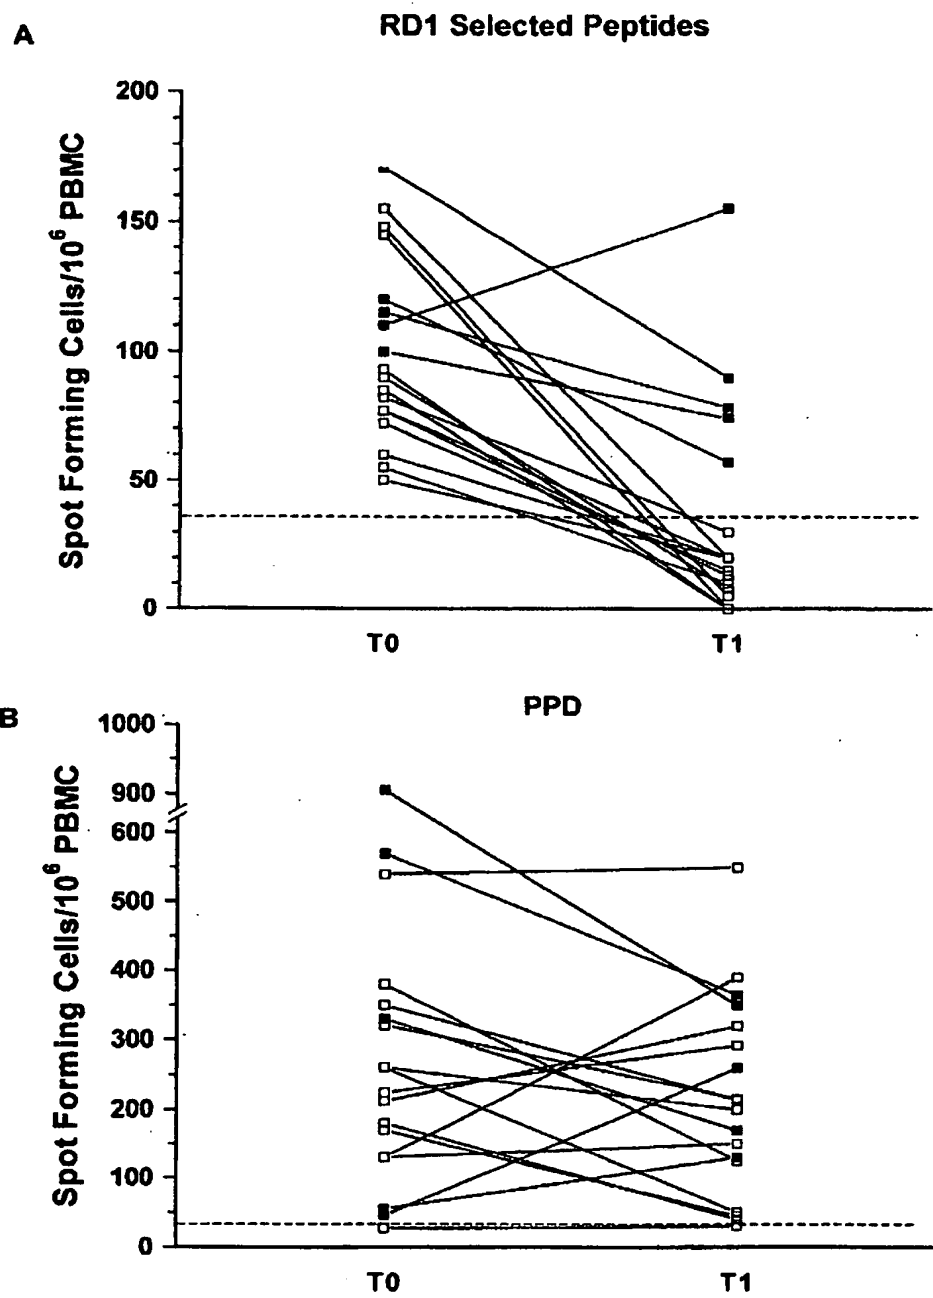 A
RD1 Selected Peptides
Spot Forming Cells/10⁶ PBMC
200
150
100
50
0
T0
T1
B
PPD
Spot Forming Cells/10⁶ PBMC
1000
900
600
500
400
300
200
100
0
T0
T1